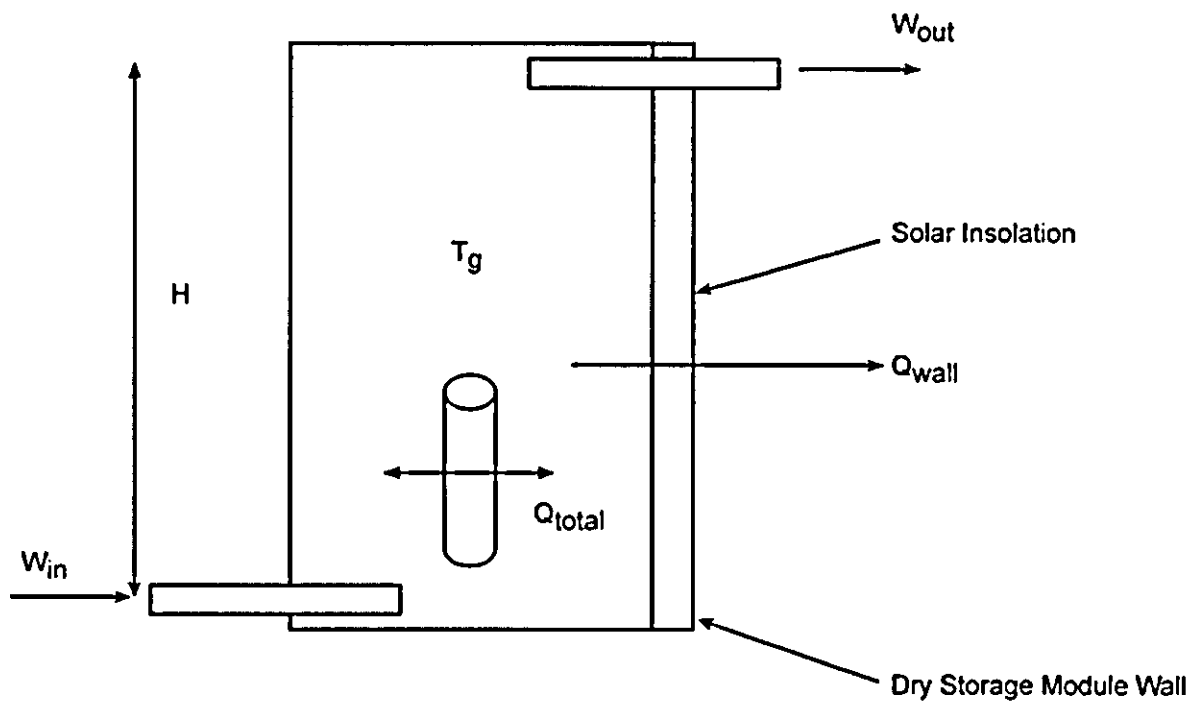 Wout
Solar Insolation
Tg
H
Qwall
Qtotal
Win
Dry Storage Module Wall